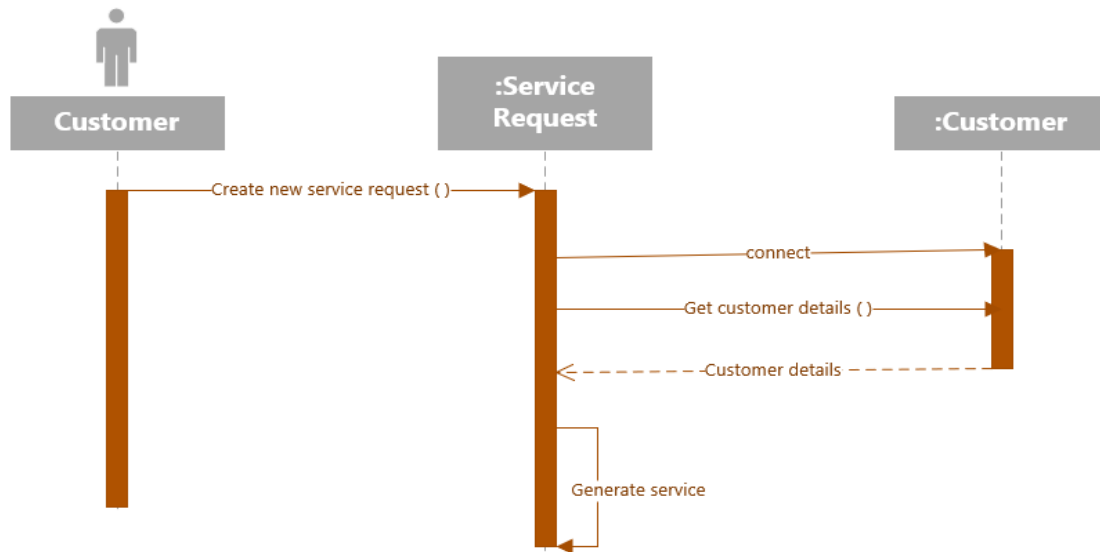 :Service
Request
Customer
:Customer
Create new service request ( )
connect
Get customer details ( )
Customer details
Generate service